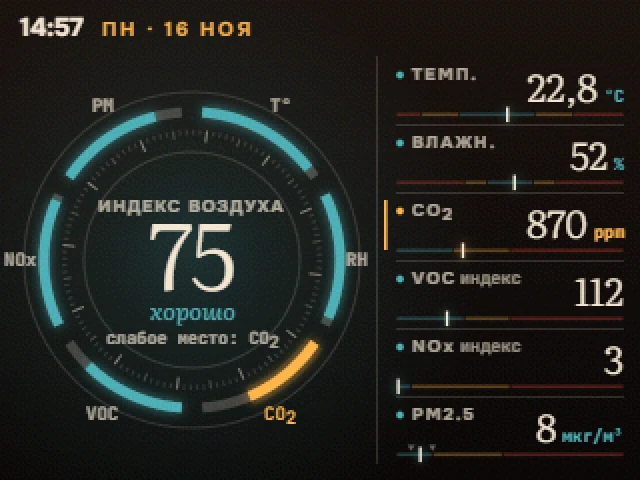 14:57 ПН · 16 НОЯ
PM
T°
NOx
RH
VOC
CO₂
ИНДЕКС ВОЗДУХА
75
хорошо
слабое место: CO₂
ТЕМП.
22,8 °C
ВЛАЖН.
52 %
CO₂
870 ppm
VOC индекс
112
NOx индекс
3
PM2.5
8 мкг/м³